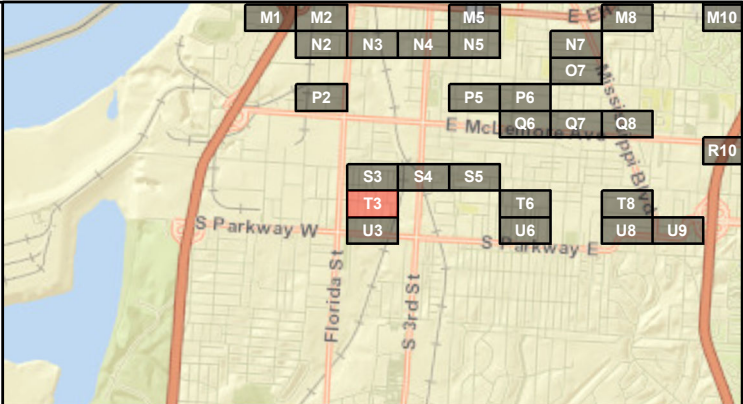 M1 M2 M5 E M8 M10
N2 N3 N4 N5 N7
O7
P2 P5 P6
E McLemore Ave Q6 Q7 Q8
Mississippi Blvd
R10
S3 S4 S5
T3 T6 T8
S Parkway W U3 U6 U8 U9
S Parkway E
Florida St
S 3rd St